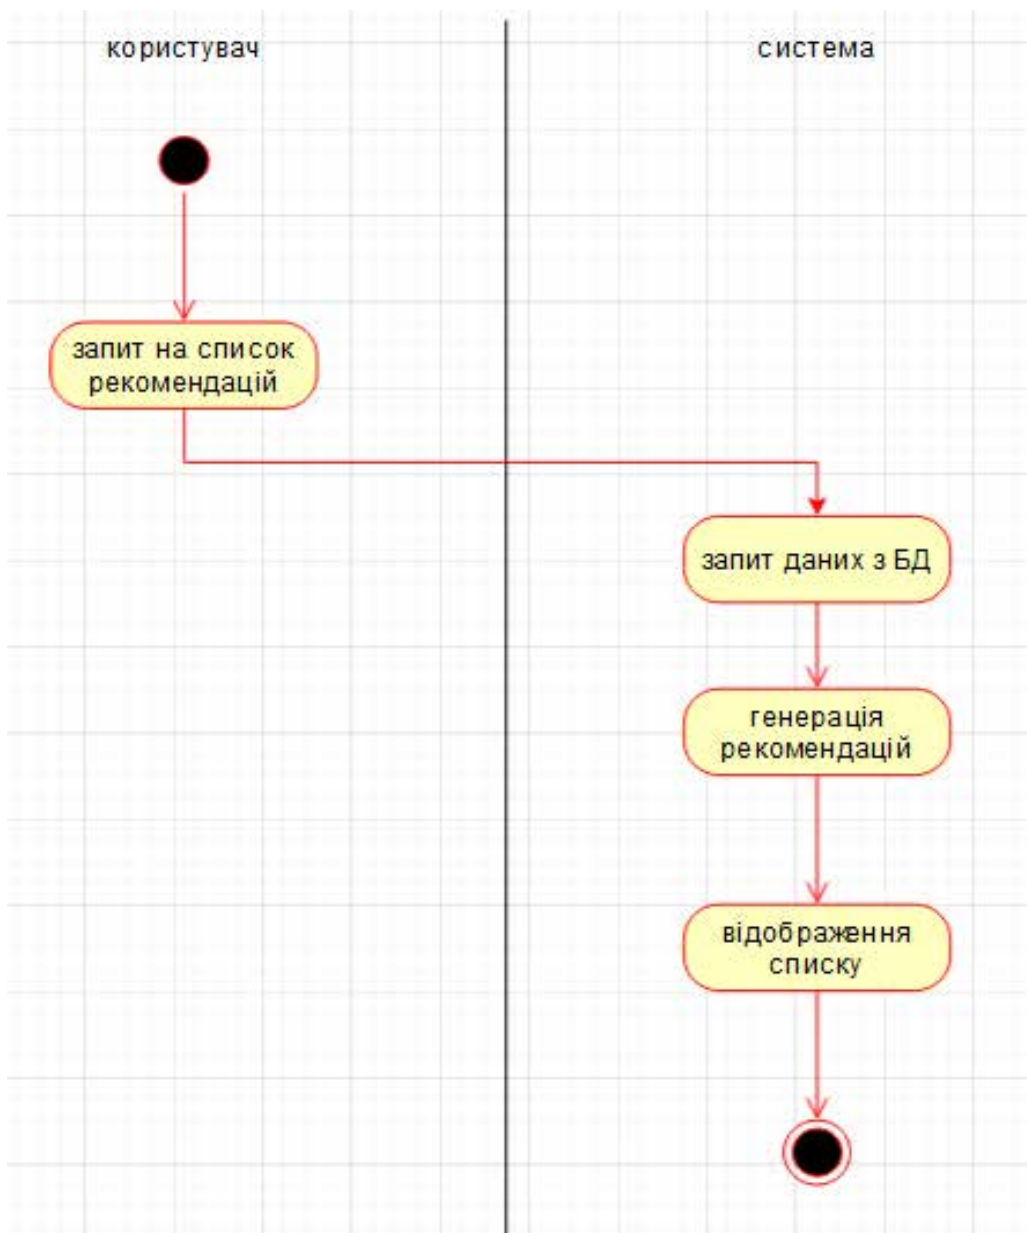 користувач
система
запит на список
рекомендацій
запит даних з БД
генерація
рекомендацій
відображення
списку